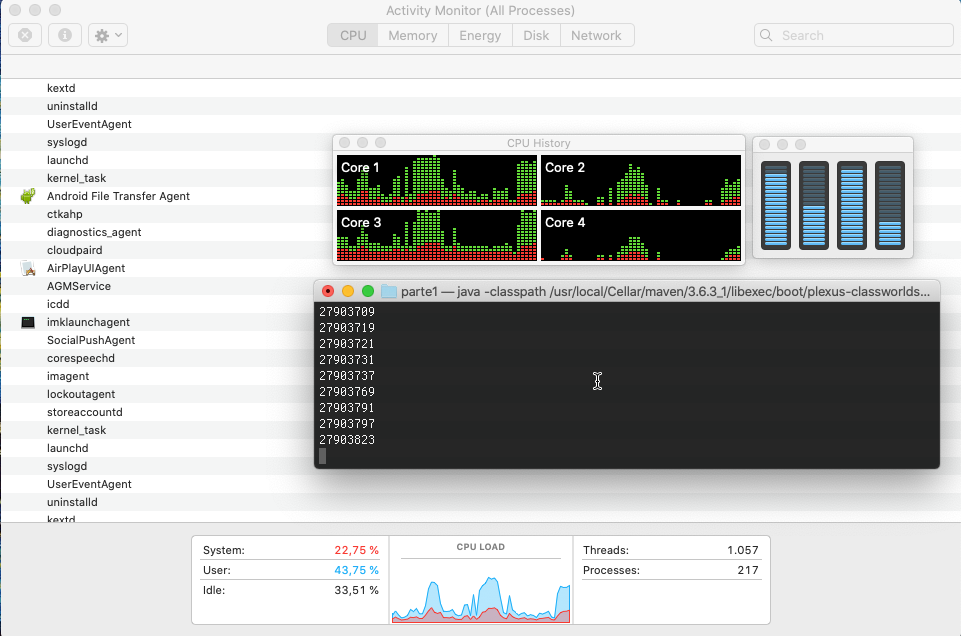 Activity Monitor (All Processes)
CPU
Memory
Energy
Disk
Network
Search
kextd
uninstalld
UserEventAgent
syslogd
launchd
kernel_task
Android File Transfer Agent
ctkahp
diagnostics_agent
cloudpaird
AirPlayUIAgent
AGMService
icdd
imklaunchagent
SocialPushAgent
corespeechd
imagent
lockoutagent
storeaccountd
kernel_task
launchd
syslogd
UserEventAgent
uninstalld
kextd
CPU History
Core 1
Core 2
Core 3
Core 4
parte1 — java -classpath /usr/local/Cellar/maven/3.6.3_1/libexec/boot/plexus-classworlds...
27903709
27903719
27903721
27903731
27903737
27903769
27903791
27903797
27903823
System: 22,75 %
User: 43,75 %
Idle: 33,51 %
CPU LOAD
Threads: 1.057
Processes: 217